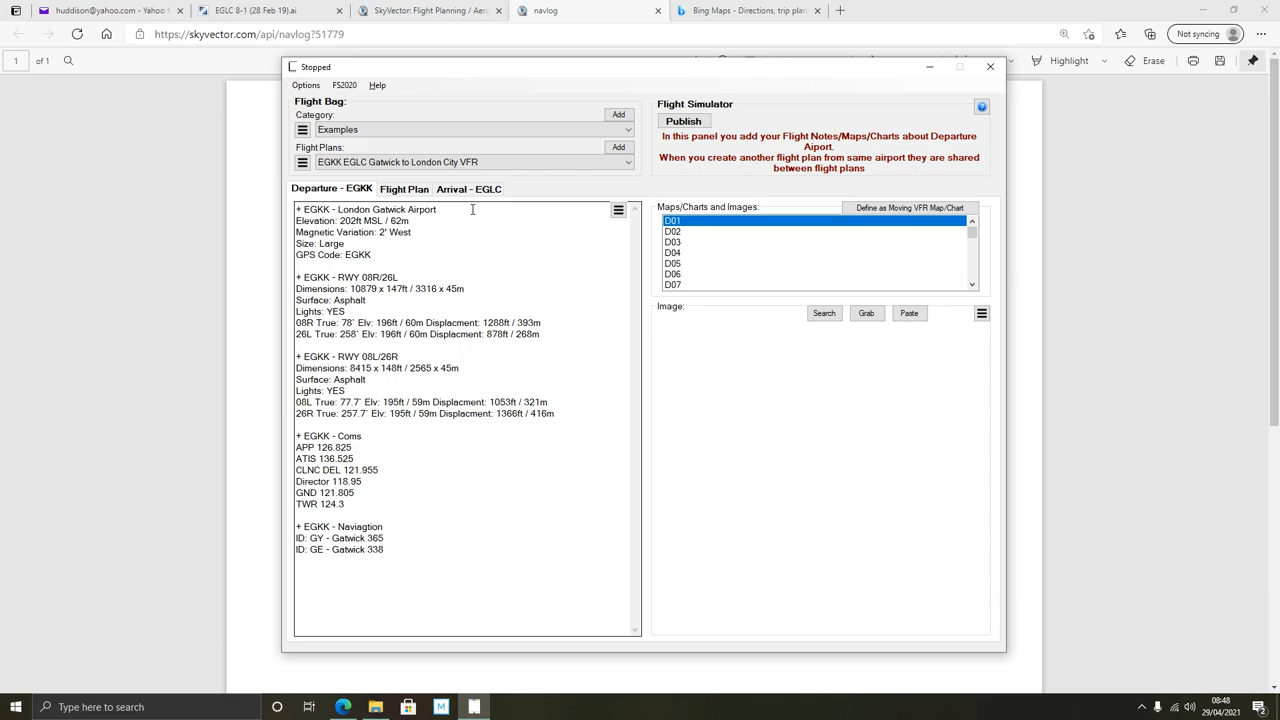 huddison@yahoo.com - Yahoo
EGLC 8-1 (28 Feb 19).ai
SkyVector: Flight Planning / Aero
navlog
Bing Maps - Directions, trip plan
https://skyvector.com/api/navlog?51779
Not syncing
1 of 1
Highlight
Erase
Stopped
Options FS2020 Help
Flight Bag:
Category:
Add
Examples
Flight Plans:
Add
EGKK EGLC Gatwick to London City VFR
Flight Simulator
Publish
In this panel you add your Flight Notes/Maps/Charts about Departure
Aiport.
When you create another flight plan from same airport they are shared
between flight plans
Departure - EGKK Flight Plan Arrival - EGLC
+ EGKK - London Gatwick Airport
Elevation: 202ft MSL / 62m
Magnetic Variation: 2' West
Size: Large
GPS Code: EGKK
+ EGKK - RWY 08R/26L
Dimensions: 10879 x 147ft / 3316 x 45m
Surface: Asphalt
Lights: YES
08R True: 78` Elv: 196ft / 60m Displacment: 1288ft / 393m
26L True: 258` Elv: 196ft / 60m Displacment: 878ft / 268m
+ EGKK - RWY 08L/26R
Dimensions: 8415 x 148ft / 2565 x 45m
Surface: Asphalt
Lights: YES
08L True: 77.7` Elv: 195ft / 59m Displacment: 1053ft / 321m
26R True: 257.7` Elv: 195ft / 59m Displacment: 1366ft / 416m
+ EGKK - Coms
APP 126.825
ATIS 136.525
CLNC DEL 121.955
Director 118.95
GND 121.805
TWR 124.3
+ EGKK - Naviagtion
ID: GY - Gatwick 365
ID: GE - Gatwick 338
Maps/Charts and Images:
Define as Moving VFR Map/Chart
D01
D02
D03
D04
D05
D06
D07
Image:
Search
Grab
Paste
Type here to search
M
08:48
29/04/2021
2